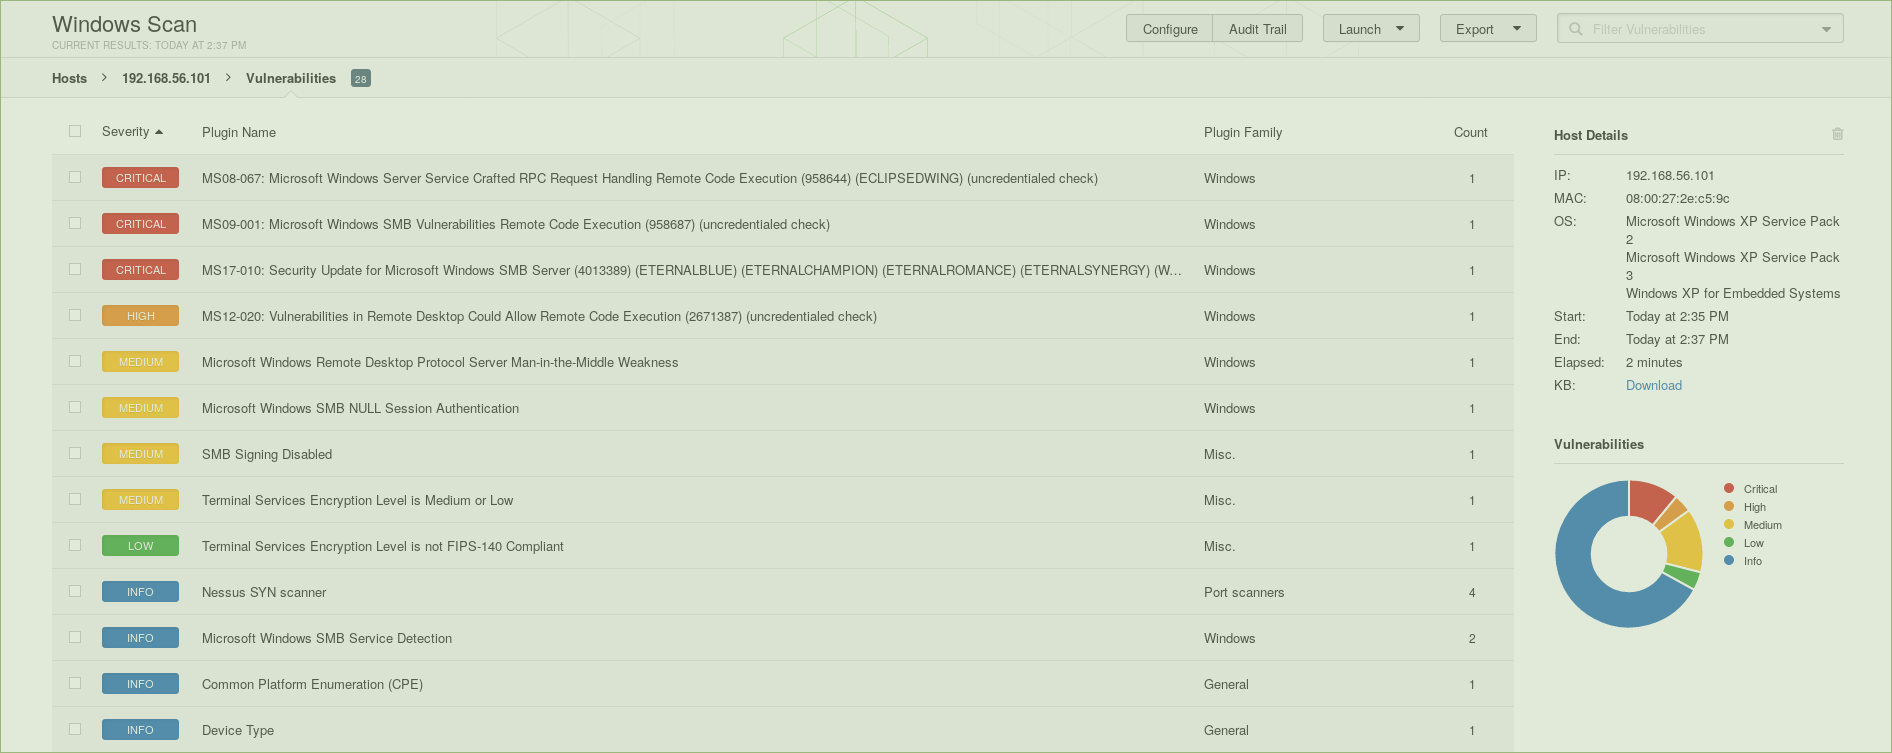 Windows Scan
CURRENT RESULTS: TODAY AT 2:37 PM
Configure Audit Trail Launch Export Filter Vulnerabilities
Hosts > 192.168.56.101 > Vulnerabilities 28
Severity Plugin Name Plugin Family Count
CRITICAL MS08-067: Microsoft Windows Server Service Crafted RPC Request Handling Remote Code Execution (958644) (ECLIPSEDWING) (uncredentialed check) Windows 1
CRITICAL MS09-001: Microsoft Windows SMB Vulnerabilities Remote Code Execution (958687) (uncredentialed check) Windows 1
CRITICAL MS17-010: Security Update for Microsoft Windows SMB Server (4013389) (ETERNALBLUE) (ETERNALCHAMPION) (ETERNALROMANCE) (ETERNALSYNERGY) (W... Windows 1
HIGH MS12-020: Vulnerabilities in Remote Desktop Could Allow Remote Code Execution (2671387) (uncredentialed check) Windows 1
MEDIUM Microsoft Windows Remote Desktop Protocol Server Man-in-the-Middle Weakness Windows 1
MEDIUM Microsoft Windows SMB NULL Session Authentication Windows 1
MEDIUM SMB Signing Disabled Misc. 1
MEDIUM Terminal Services Encryption Level is Medium or Low Misc. 1
LOW Terminal Services Encryption Level is not FIPS-140 Compliant Misc. 1
INFO Nessus SYN scanner Port scanners 4
INFO Microsoft Windows SMB Service Detection Windows 2
INFO Common Platform Enumeration (CPE) General 1
INFO Device Type General 1
Host Details
IP: 192.168.56.101
MAC: 08:00:27:2e:c5:9c
OS: Microsoft Windows XP Service Pack
2
Microsoft Windows XP Service Pack
3
Windows XP for Embedded Systems
Start: Today at 2:35 PM
End: Today at 2:37 PM
Elapsed: 2 minutes
KB: Download
Vulnerabilities
Critical
High
Medium
Low
Info